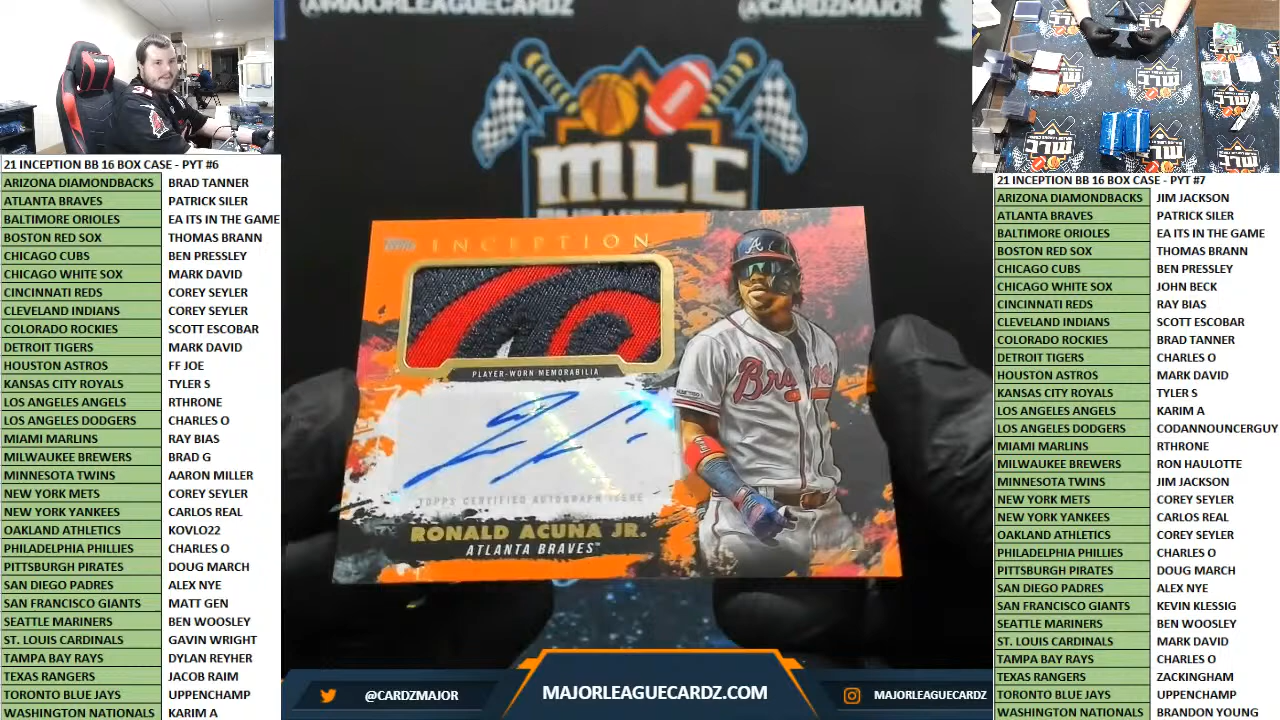 @MAJORLEAGUECARDZ
@CARDZMAJOR
MLC
21 INCEPTION BB 16 BOX CASE - PYT #6
ARIZONA DIAMONDBACKS BRAD TANNER
ATLANTA BRAVES PATRICK SILER
BALTIMORE ORIOLES EA ITS IN THE GAME
BOSTON RED SOX THOMAS BRANN
CHICAGO CUBS BEN PRESSLEY
CHICAGO WHITE SOX MARK DAVID
CINCINNATI REDS COREY SEYLER
CLEVELAND INDIANS COREY SEYLER
COLORADO ROCKIES SCOTT ESCOBAR
DETROIT TIGERS MARK DAVID
HOUSTON ASTROS FF JOE
KANSAS CITY ROYALS TYLER S
LOS ANGELES ANGELS RTHRONE
LOS ANGELES DODGERS CHARLES O
MIAMI MARLINS RAY BIAS
MILWAUKEE BREWERS BRAD G
MINNESOTA TWINS AARON MILLER
NEW YORK METS COREY SEYLER
NEW YORK YANKEES CARLOS REAL
OAKLAND ATHLETICS KOVLO22
PHILADELPHIA PHILLIES CHARLES O
PITTSBURGH PIRATES DOUG MARCH
SAN DIEGO PADRES ALEX NYE
SAN FRANCISCO GIANTS MATT GEN
SEATTLE MARINERS BEN WOOSLEY
ST. LOUIS CARDINALS GAVIN WRIGHT
TAMPA BAY RAYS DYLAN REYHER
TEXAS RANGERS JACOB RAIM
TORONTO BLUE JAYS UPPENCHAMP
WASHINGTON NATIONALS KARIM A
TOPPS INCEPTION
PLAYER-WORN MEMORABILIA
TOPPS CERTIFIED AUTOGRAPH ISSUE
RONALD ACUÑA JR.
ATLANTA BRAVES™
A
Braves
@CARDZMAJOR
MAJORLEAGUECARDZ.COM
MAJORLEAGUECARDZ
21 INCEPTION BB 16 BOX CASE - PYT #7
ARIZONA DIAMONDBACKS JIM JACKSON
ATLANTA BRAVES PATRICK SILER
BALTIMORE ORIOLES EA ITS IN THE GAME
BOSTON RED SOX THOMAS BRANN
CHICAGO CUBS BEN PRESSLEY
CHICAGO WHITE SOX JOHN BECK
CINCINNATI REDS RAY BIAS
CLEVELAND INDIANS SCOTT ESCOBAR
COLORADO ROCKIES BRAD TANNER
DETROIT TIGERS CHARLES O
HOUSTON ASTROS MARK DAVID
KANSAS CITY ROYALS TYLER S
LOS ANGELES ANGELS KARIM A
LOS ANGELES DODGERS CODANNOUNCERGUY
MIAMI MARLINS RTHRONE
MILWAUKEE BREWERS RON HAULOTTE
MINNESOTA TWINS JIM JACKSON
NEW YORK METS COREY SEYLER
NEW YORK YANKEES CARLOS REAL
OAKLAND ATHLETICS COREY SEYLER
PHILADELPHIA PHILLIES CHARLES O
PITTSBURGH PIRATES DOUG MARCH
SAN DIEGO PADRES ALEX NYE
SAN FRANCISCO GIANTS KEVIN KLESSIG
SEATTLE MARINERS BEN WOOSLEY
ST. LOUIS CARDINALS MARK DAVID
TAMPA BAY RAYS CHARLES O
TEXAS RANGERS ZACKINGHAM
TORONTO BLUE JAYS UPPENCHAMP
WASHINGTON NATIONALS BRANDON YOUNG